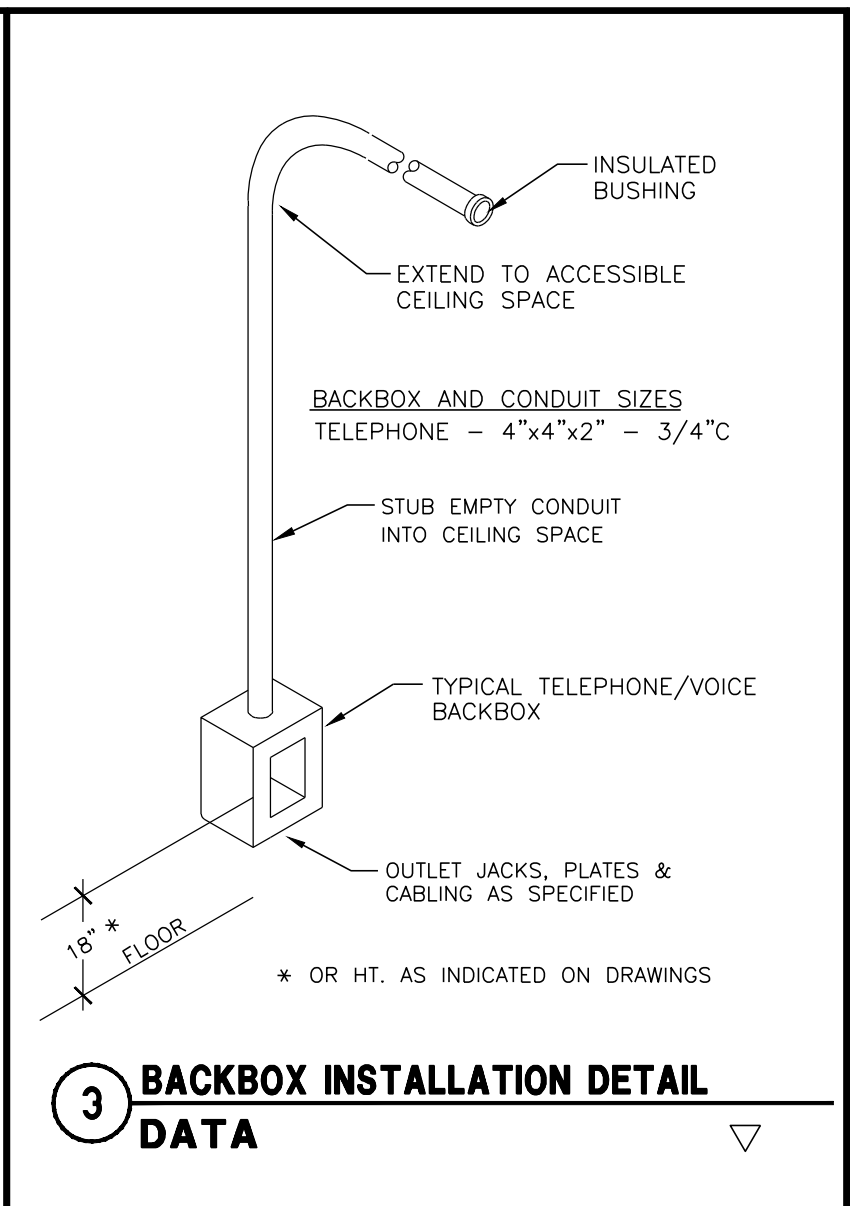 INSULATED
BUSHING
EXTEND TO ACCESSIBLE
CEILING SPACE
BACKBOX AND CONDUIT SIZES
TELEPHONE – 4"x4"x2" – 3/4"C
STUB EMPTY CONDUIT
INTO CEILING SPACE
TYPICAL TELEPHONE/VOICE
BACKBOX
OUTLET JACKS, PLATES &
CABLING AS SPECIFIED
18" *
FLOOR
* OR HT. AS INDICATED ON DRAWINGS
3
BACKBOX INSTALLATION DETAIL
DATA